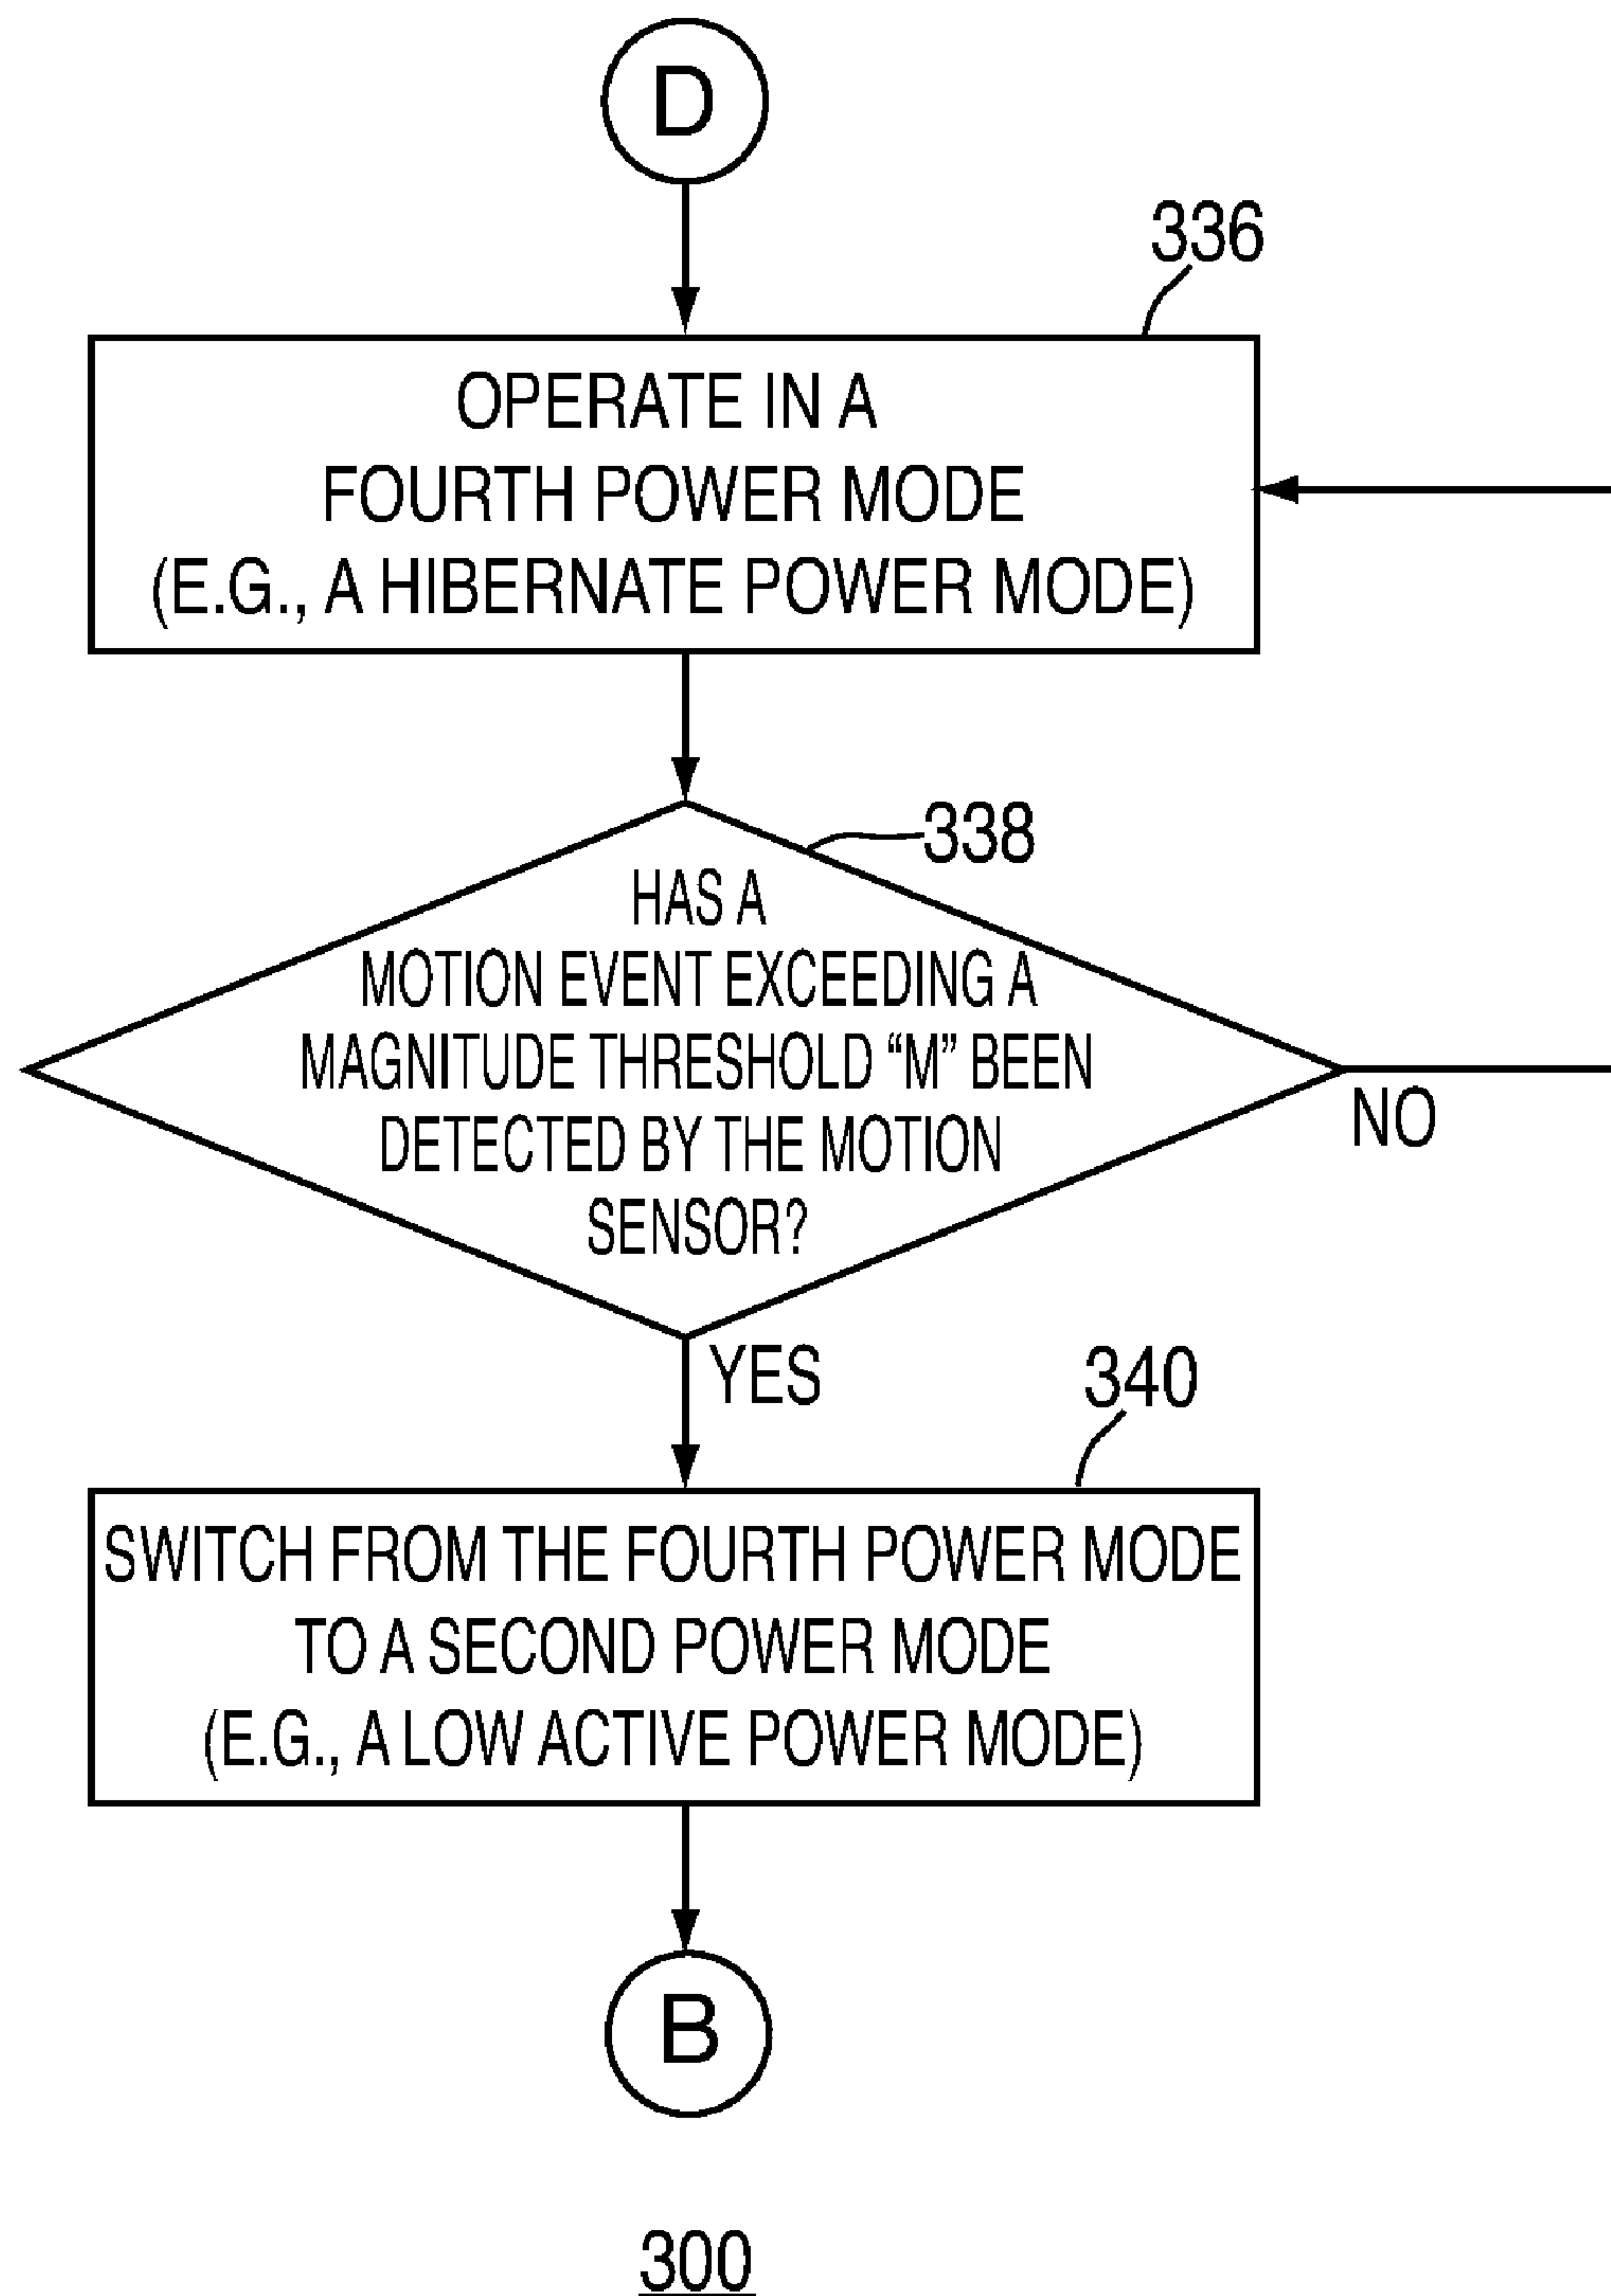 D
336
OPERATE IN A
FOURTH POWER MODE
(E.G., A HIBERNATE POWER MODE)
338
HAS A
MOTION EVENT EXCEEDING A
MAGNITUDE THRESHOLD “M” BEEN
DETECTED BY THE MOTION
SENSOR?
NO
YES
340
SWITCH FROM THE FOURTH POWER MODE
TO A SECOND POWER MODE
(E.G., A LOW ACTIVE POWER MODE)
B
300